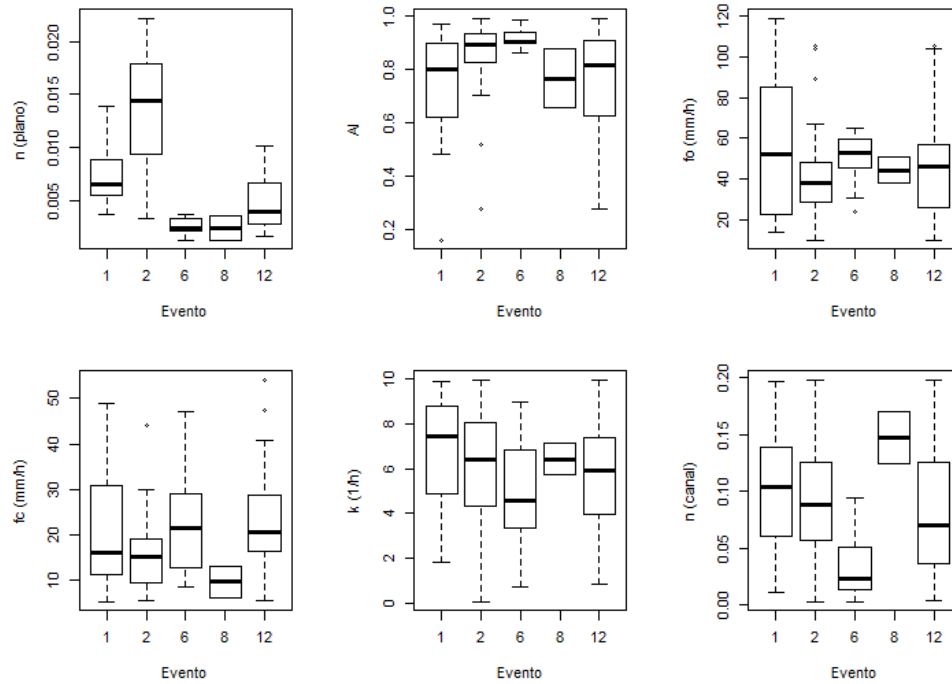 n (plano)
0.005 0.010 0.015 0.020
1 2 6 8 12
Evento
AI
0.2 0.4 0.6 0.8 1.0
1 2 6 8 12
Evento
fo (mm/h)
20 40 60 80 100 120
1 2 6 8 12
Evento
fc (mm/h)
10 20 30 40 50
1 2 6 8 12
Evento
k (1/h)
0 2 4 6 8 10
1 2 6 8 12
Evento
n (canal)
0.00 0.05 0.10 0.15 0.20
1 2 6 8 12
Evento